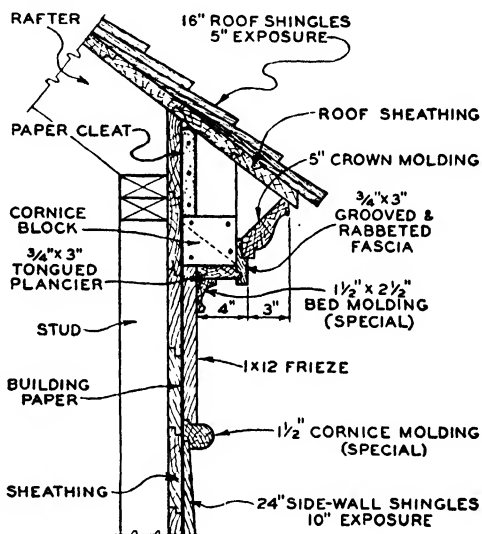 RAFTER
16" ROOF SHINGLES
5" EXPOSURE
ROOF SHEATHING
PAPER CLEAT
5" CROWN MOLDING
3/4" X 3"
GROOVED &
RABBETED
FASCIA
CORNICE
BLOCK
3/4" X 3"
TONGUED
PLANCIER
4"
3"
1 1/2" X 2 1/2"
BED MOLDING
(SPECIAL)
STUD
1X12 FRIEZE
BUILDING
PAPER
1 1/2" CORNICE MOLDING
(SPECIAL)
SHEATHING
24" SIDE-WALL SHINGLES
10" EXPOSURE